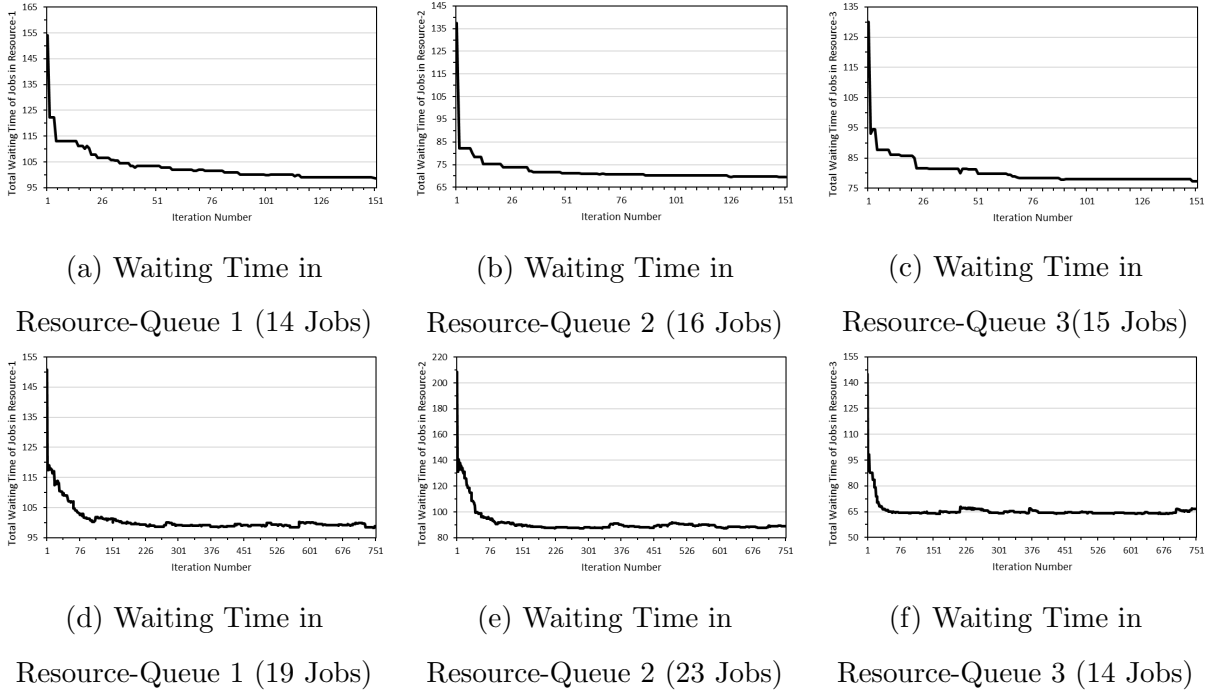 Total Waiting Time of Jobs in Resource-1
165
155
145
135
125
115
105
95
1 26 51 76 101 126 151
Iteration Number
(a) Waiting Time in
Resource-Queue 1 (14 Jobs)
Total Waiting Time of Jobs in Resource-2
145
135
125
115
105
95
85
75
65
1 26 51 76 101 126 151
Iteration Number
(b) Waiting Time in
Resource-Queue 2 (16 Jobs)
Total Waiting Time of Jobs in Resource-3
135
125
115
105
95
85
75
1 26 51 76 101 126 151
Iteration Number
(c) Waiting Time in
Resource-Queue 3(15 Jobs)
Total Waiting Time of Jobs in Resource-1
155
145
135
125
115
105
95
1 76 151 226 301 376 451 526 601 676 751
Iteration Number
(d) Waiting Time in
Resource-Queue 1 (19 Jobs)
Total Waiting Time of Jobs in Resource-2
220
200
180
160
140
120
100
80
1 76 151 226 301 376 451 526 601 676 751
Iteration Number
(e) Waiting Time in
Resource-Queue 2 (23 Jobs)
Total Waiting Time of Jobs in Resource-3
155
140
125
110
95
80
65
50
1 76 151 226 301 376 451 526 601 676 751
Iteration Number
(f) Waiting Time in
Resource-Queue 3 (14 Jobs)